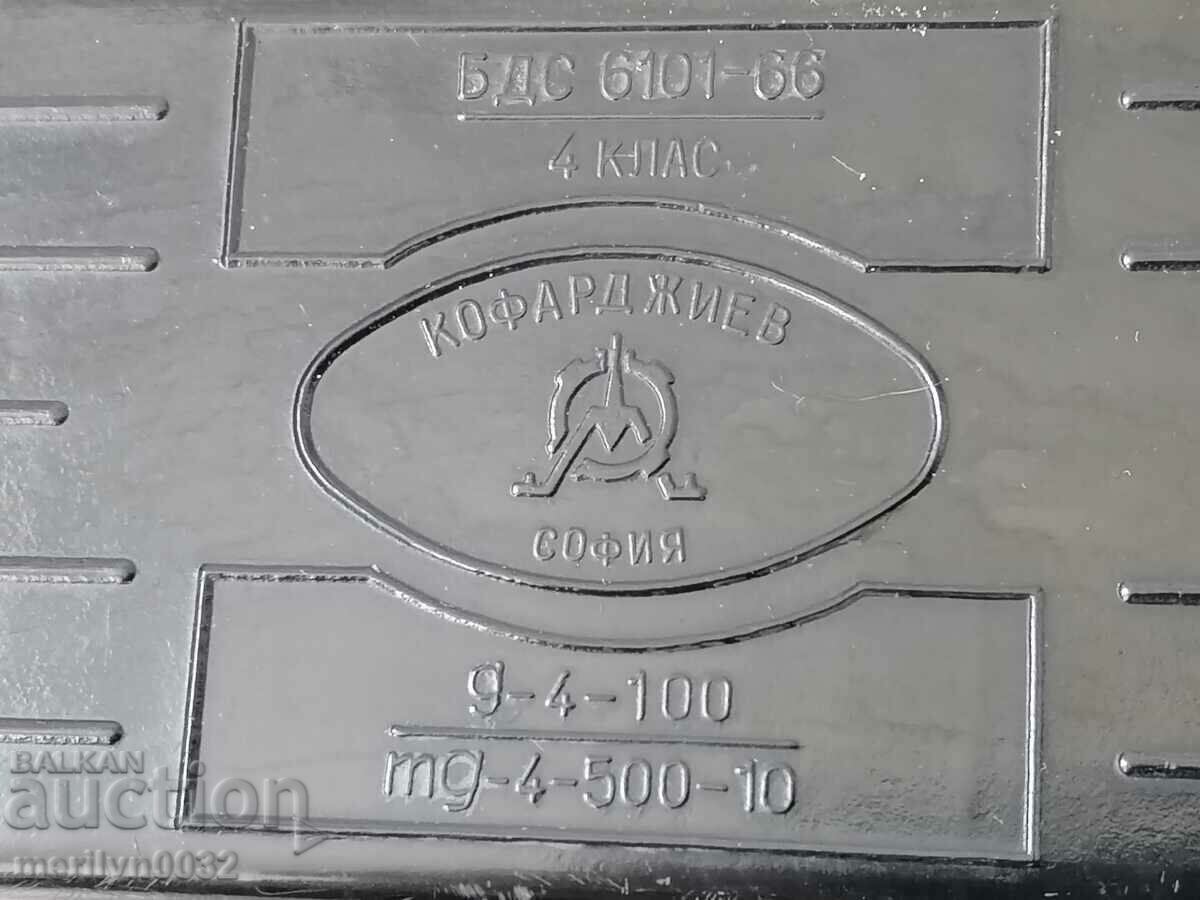 БДС 6101-66
4 КЛАС
КОФАРДЖИЕВ
СОФИЯ
g-4-100
mg-4-500-10
BALKAN
auction
merilyn0032